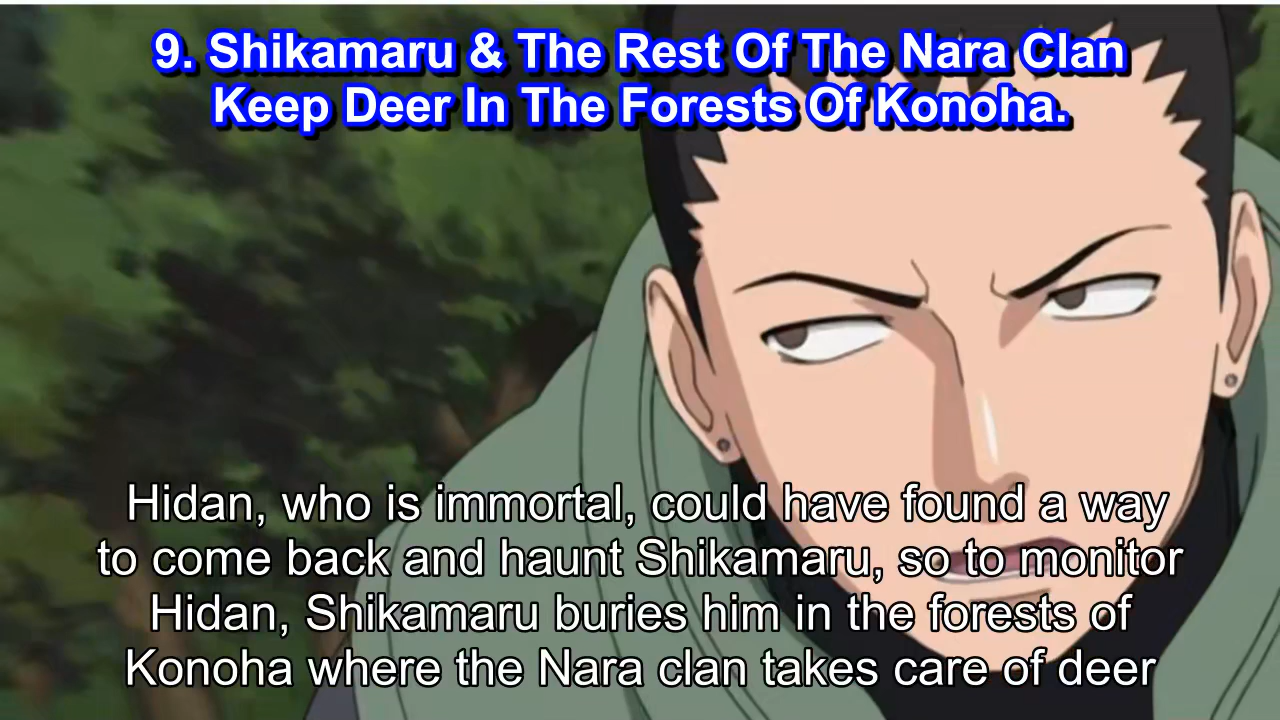 9. Shikamaru & The Rest Of The Nara Clan
Keep Deer In The Forests Of Konoha.
Hidan, who is immortal, could have found a way
to come back and haunt Shikamaru, so to monitor
Hidan, Shikamaru buries him in the forests of
Konoha where the Nara clan takes care of deer